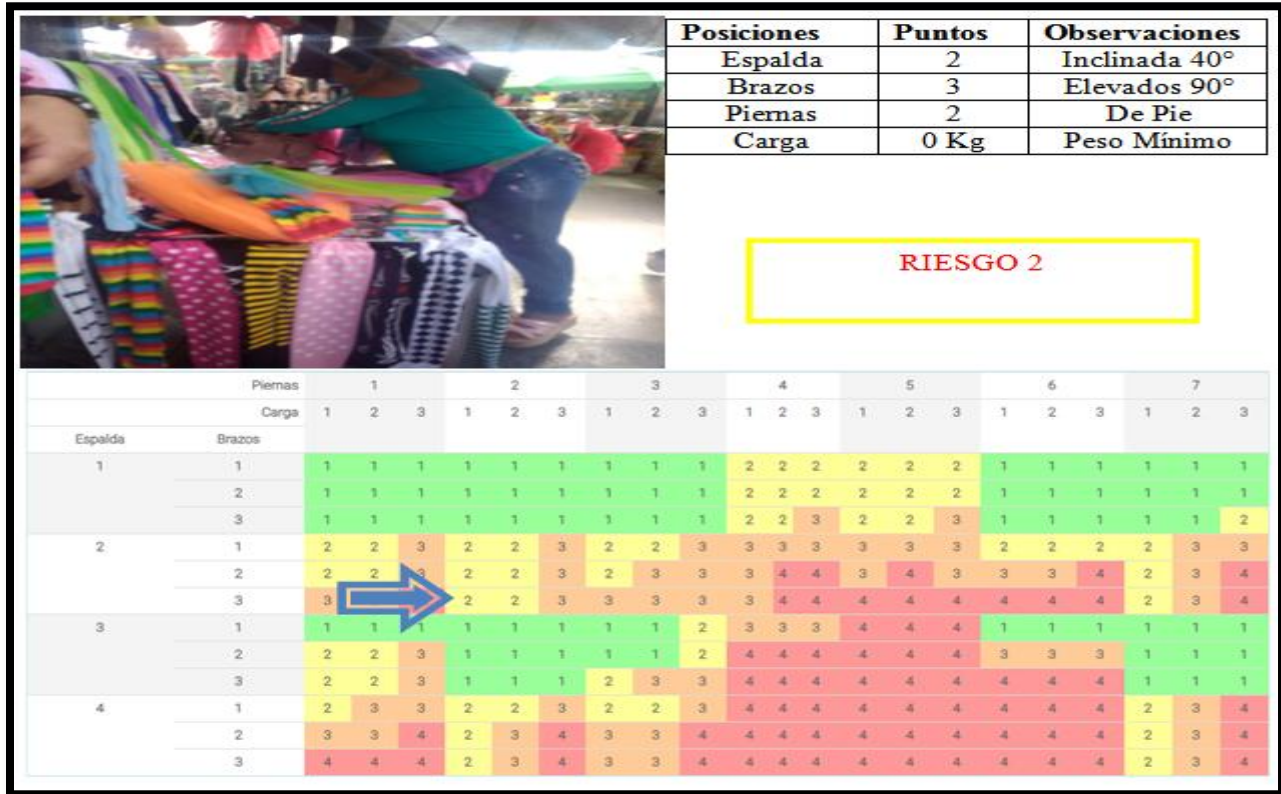 Posiciones Puntos Observaciones
Espalda 2 Inclinada 40°
Brazos 3 Elevados 90°
Piernas 2 De Pie
Carga 0 Kg Peso Mínimo
RIESGO 2
Piernas 1 2 3 4 5 6 7
Carga 1 2 3 1 2 3 1 2 3 1 2 3 1 2 3 1 2 3 1 2 3
Espalda Brazos
1 1 1 1 1 1 1 1 1 1 1 2 2 2 2 2 2 1 1 1 1 1 1
2 1 1 1 1 1 1 1 1 1 2 2 2 2 2 2 1 1 1 1 1 1
3 1 1 1 1 1 1 1 1 1 2 2 3 2 2 3 1 1 1 1 1 2
2 1 2 2 3 2 2 3 2 2 3 3 3 3 3 3 3 2 2 2 2 3 3
2 2 2 3 2 2 3 2 3 3 3 4 4 3 4 3 3 3 4 2 3 4
3 3 2 2 3 3 3 3 3 4 4 4 4 4 4 4 4 2 3 4
3 1 1 1 1 1 1 1 1 1 2 3 3 3 4 4 4 1 1 1 1 1 1
2 2 2 3 1 1 1 1 1 2 4 4 4 4 4 4 3 3 3 1 1 1
3 2 2 3 1 1 1 2 3 3 4 4 4 4 4 4 4 4 4 1 1 1
4 1 2 3 3 2 2 3 2 2 3 4 4 4 4 4 4 4 4 4 2 3 4
2 3 3 4 2 3 4 3 3 4 4 4 4 4 4 4 4 4 4 2 3 4
3 4 4 4 2 3 4 3 3 4 4 4 4 4 4 4 4 4 4 2 3 4